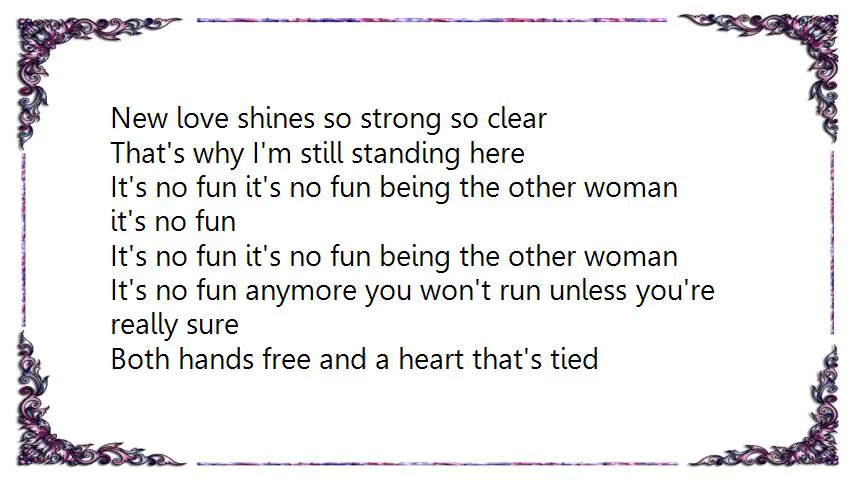 New love shines so strong so clear
That's why I'm still standing here
It's no fun it's no fun being the other woman
it's no fun
It's no fun it's no fun being the other woman
It's no fun anymore you won't run unless you're
really sure
Both hands free and a heart that's tied